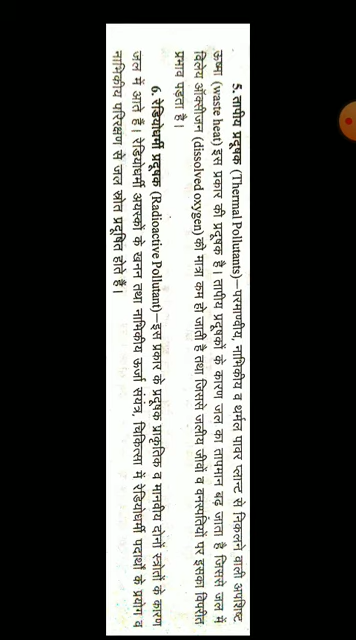 5. तापीय प्रदूषक (Thermal Pollutants)—परमाण्वीय, नाभिकीय व थर्मल पावर प्लान्ट से निकलने वाली अपशिष्ट
ऊष्मा (waste heat) इस प्रकार की प्रदूषक है। तापीय प्रदूषकों के कारण जल का तापमान बढ़ जाता है जिससे जल में
विलेय ऑक्सीजन (dissolved oxygen) की मात्रा कम हो जाती है तथा जिससे जलीय जीवों व वनस्पतियों पर इसका विपरीत
प्रभाव पड़ता है।
6. रेडियोधर्मी प्रदूषक (Radioactive Pollutant)—इस प्रकार के प्रदूषक प्राकृतिक व मानवीय दोनों स्त्रोतों के कारण
जल में आते हैं। रेडियोधर्मी अयस्कों के खनन तथा नाभिकीय ऊर्जा संयंत्र, चिकित्सा में रेडियोधर्मी पदार्थों के प्रयोग व
नाभिकीय परिरक्षण से जल स्रोत प्रदूषित होते हैं।